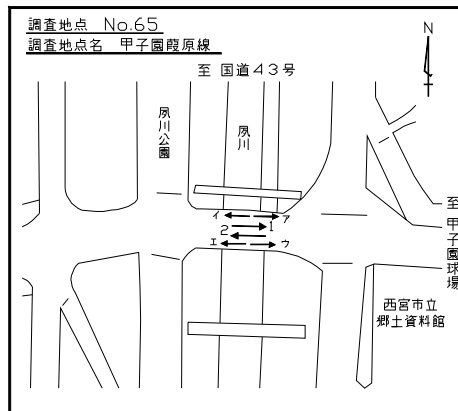 調査地点 No.65
調査地点名 甲子園葭原線
N
至 国道43号
夙川公園
夙川
イ
ア
2
1
エ
ウ
至 甲子園球場
西宮市立
郷土資料館